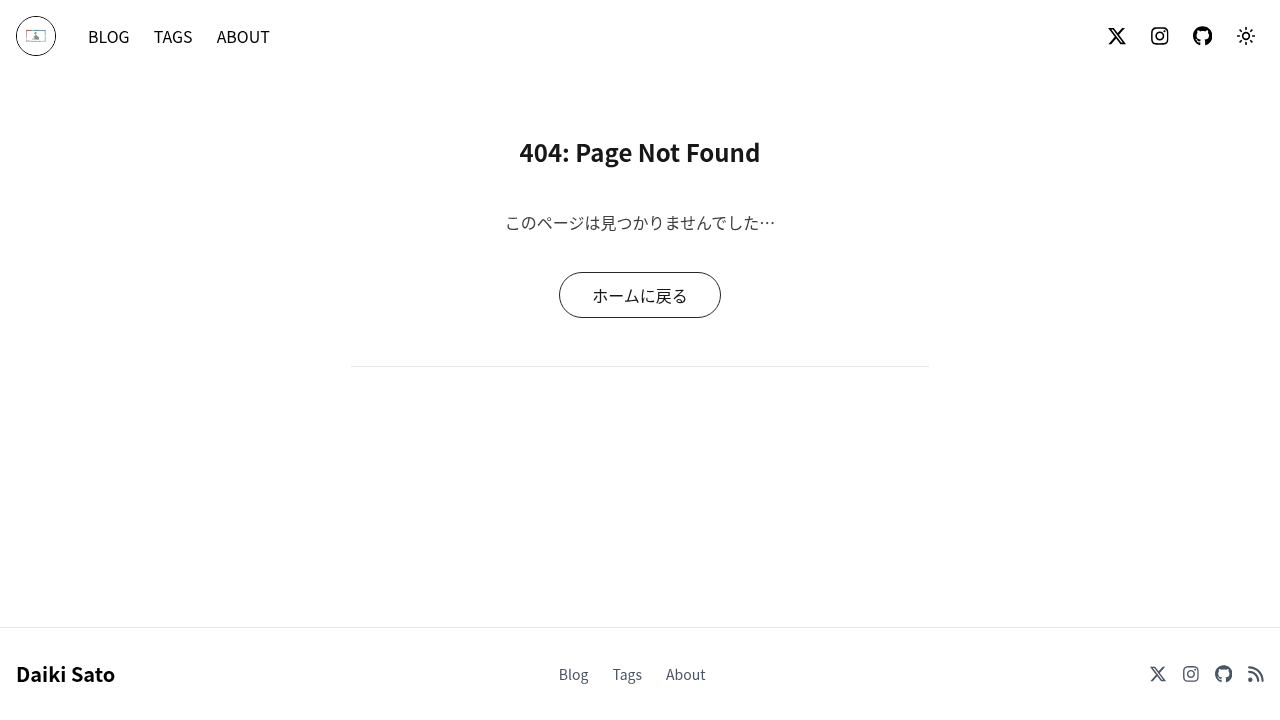 BLOG TAGS ABOUT
404: Page Not Found
このページは見つかりませんでした…
ホームに戻る
Daiki Sato
Blog Tags About